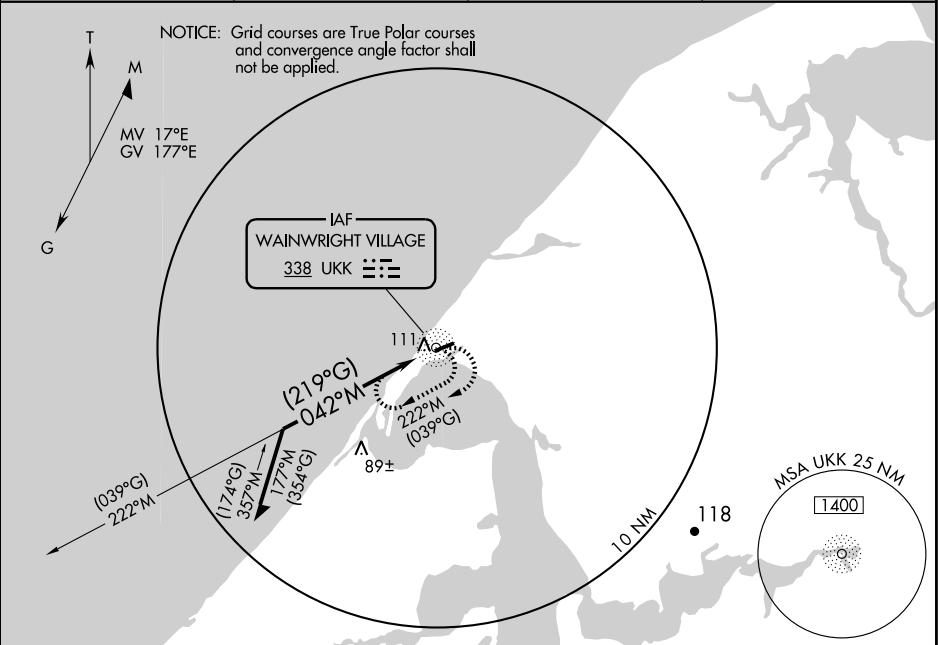 NOTICE: Grid courses are True Polar courses
and convergence angle factor shall
not be applied.
T
M
MV 17°E
GV 177°E
G
IAF
WAINWRIGHT VILLAGE
338 UKK
111
(219°G)
042°M
222°M
(039°G)
89±
(039°G)
222°M
(174°G)
357°M
177°M
(354°G)
10 NM
118
MSA UKK 25 NM
1400